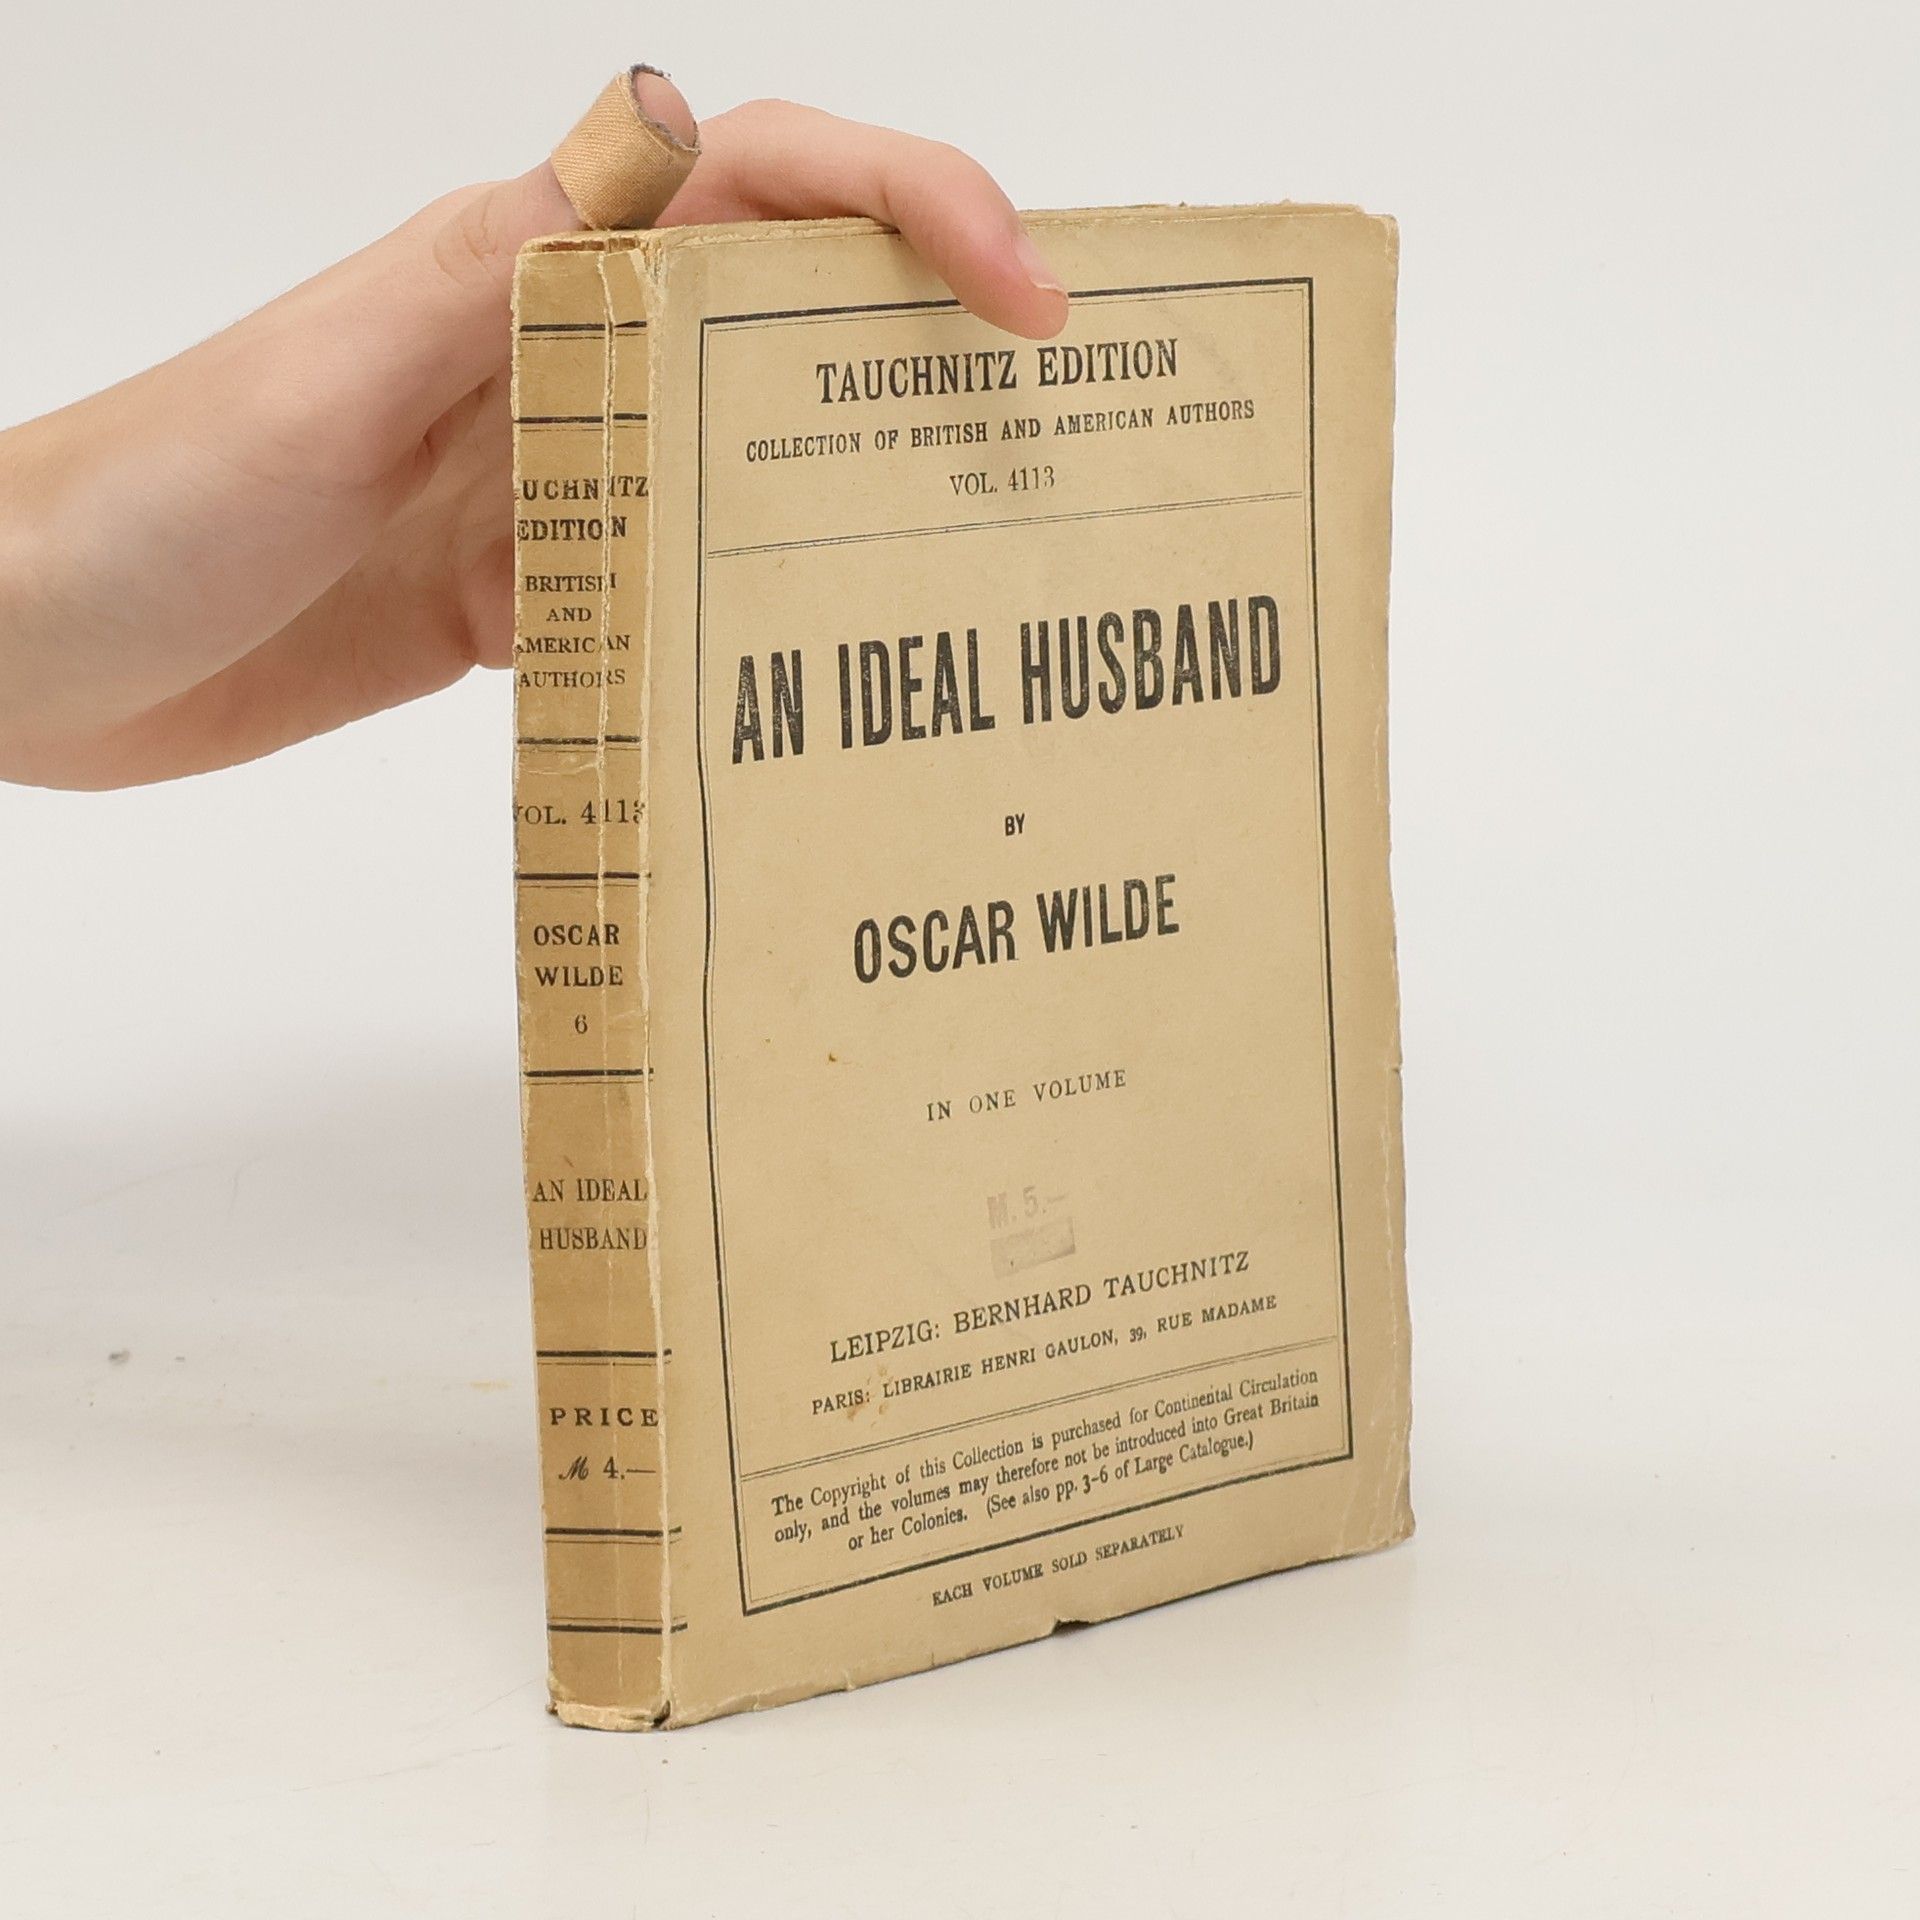 UCHNITZ
EDITION
BRITISH
AND
AMERICAN
AUTHORS
VOL. 4113
OSCAR
WILDE
6
AN IDEAL
HUSBAND
PRICE
M 4.—
TAUCHNITZ EDITION
COLLECTION OF BRITISH AND AMERICAN AUTHORS
VOL. 4113
AN IDEAL HUSBAND
BY
OSCAR WILDE
IN ONE VOLUME
M. 5.—
LEIPZIG: BERNHARD TAUCHNITZ
PARIS: LIBRAIRIE HENRI GAULON, 39, RUE MADAME
The Copyright of this Collection is purchased for Continental Circulation
only, and the volumes may therefore not be introduced into Great Britain
or her Colonies. (See also pp. 3-6 of Large Catalogue.)
EACH VOLUME SOLD SEPARATELY